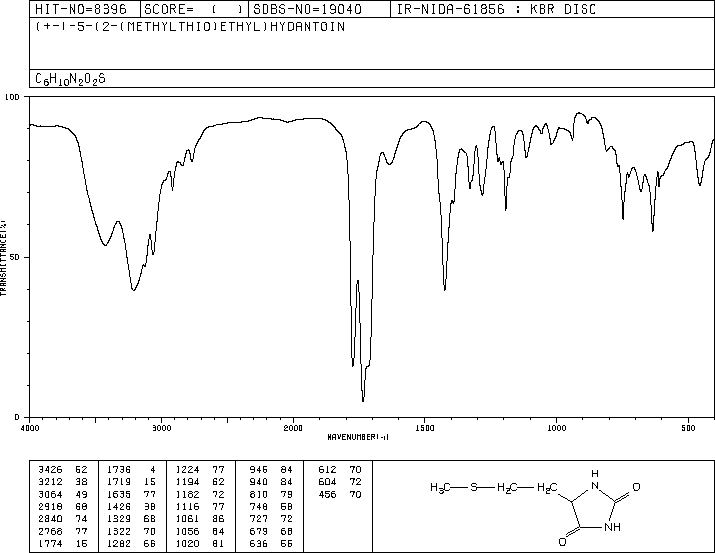 HIT-NO=8396 SCORE= ( ) SDBS-NO=19040 IR-NIDA-61856 : KBR DISC
(+-)-5-(2-(METHYLTHIO)ETHYL)HYDANTOIN
C6H10N2O2S
100
50
0
TRANSMITTANCE(%)
4000 3000 2000 1500 1000 500
WAVENUMBER(-1)
3426 52 1736 4 1224 77 945 84 612 70
3212 38 1719 15 1194 62 940 84 604 72
3064 49 1635 77 1182 72 810 79 456 70
2918 68 1426 38 1116 77 748 58
2840 74 1329 68 1061 86 727 72
2766 77 1322 70 1056 84 679 68
1774 15 1282 66 1020 81 636 55
H3C S H2C H2C H N O
O NH